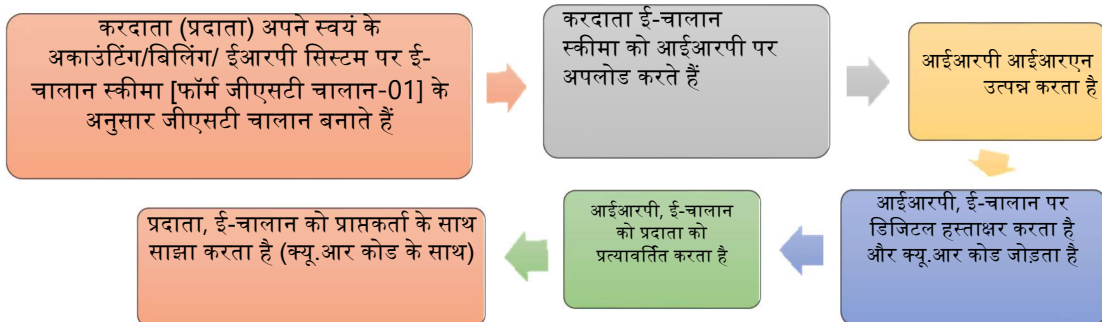 करदाता (प्रदाता) अपने स्वयं के
अकाउंटिंग/बिलिंग/ ईआरपी सिस्टम पर ई-
चालान स्कीमा [फॉर्म जीएसटी चालान-01] के
अनुसार जीएसटी चालान बनाते हैं
करदाता ई-चालान
स्कीमा को आईआरपी पर
अपलोड करते हैं
आईआरपी आईआरएन
उत्पन्न करता है
आईआरपी, ई-चालान पर
डिजिटल हस्ताक्षर करता है
और क्यू.आर कोड जोड़ता है
आईआरपी, ई-चालान
को प्रदाता को
प्रत्यावर्तित करता है
प्रदाता, ई-चालान को प्राप्तकर्ता के साथ
साझा करता है (क्यू.आर कोड के साथ)